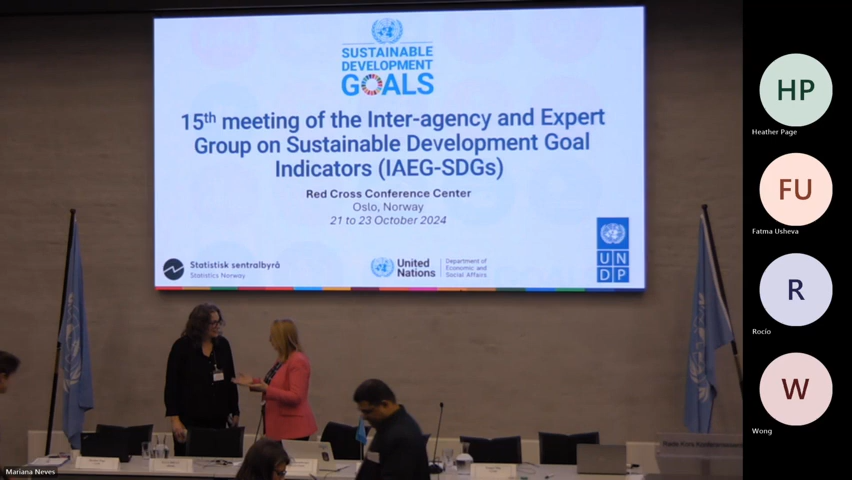 SUSTAINABLE
DEVELOPMENT
GOALS
15th meeting of the Inter-agency and Expert
Group on Sustainable Development Goal
Indicators (IAEG-SDGs)
Red Cross Conference Center
Oslo, Norway
21 to 23 October 2024
Statistisk sentralbyrå
Statistics Norway
United
Nations
Department of
Economic and
Social Affairs
U N
D P
HP
Heather Page
FU
Fatma Usheva
R
Rocío
W
Wong
Mariana Neves